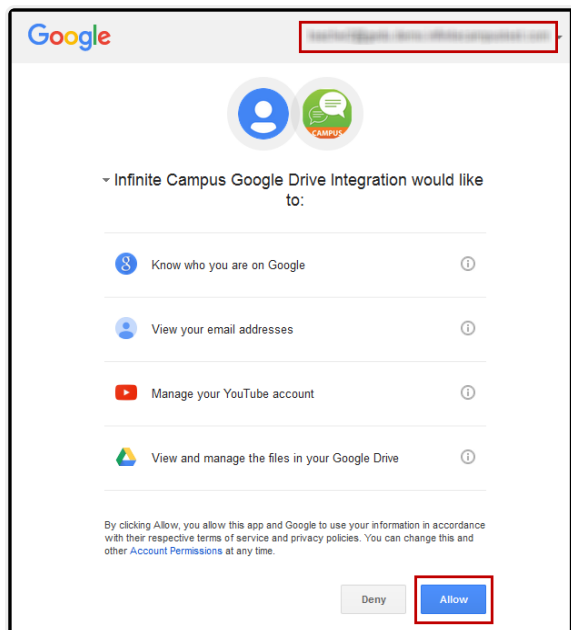 Google
CAMPUS
Infinite Campus Google Drive Integration would like
to:
8
Know who you are on Google
View your email addresses
Manage your YouTube account
View and manage the files in your Google Drive
By clicking Allow, you allow this app and Google to use your information in accordance
with their respective terms of service and privacy policies. You can change this and
other Account Permissions at any time.
Deny Allow